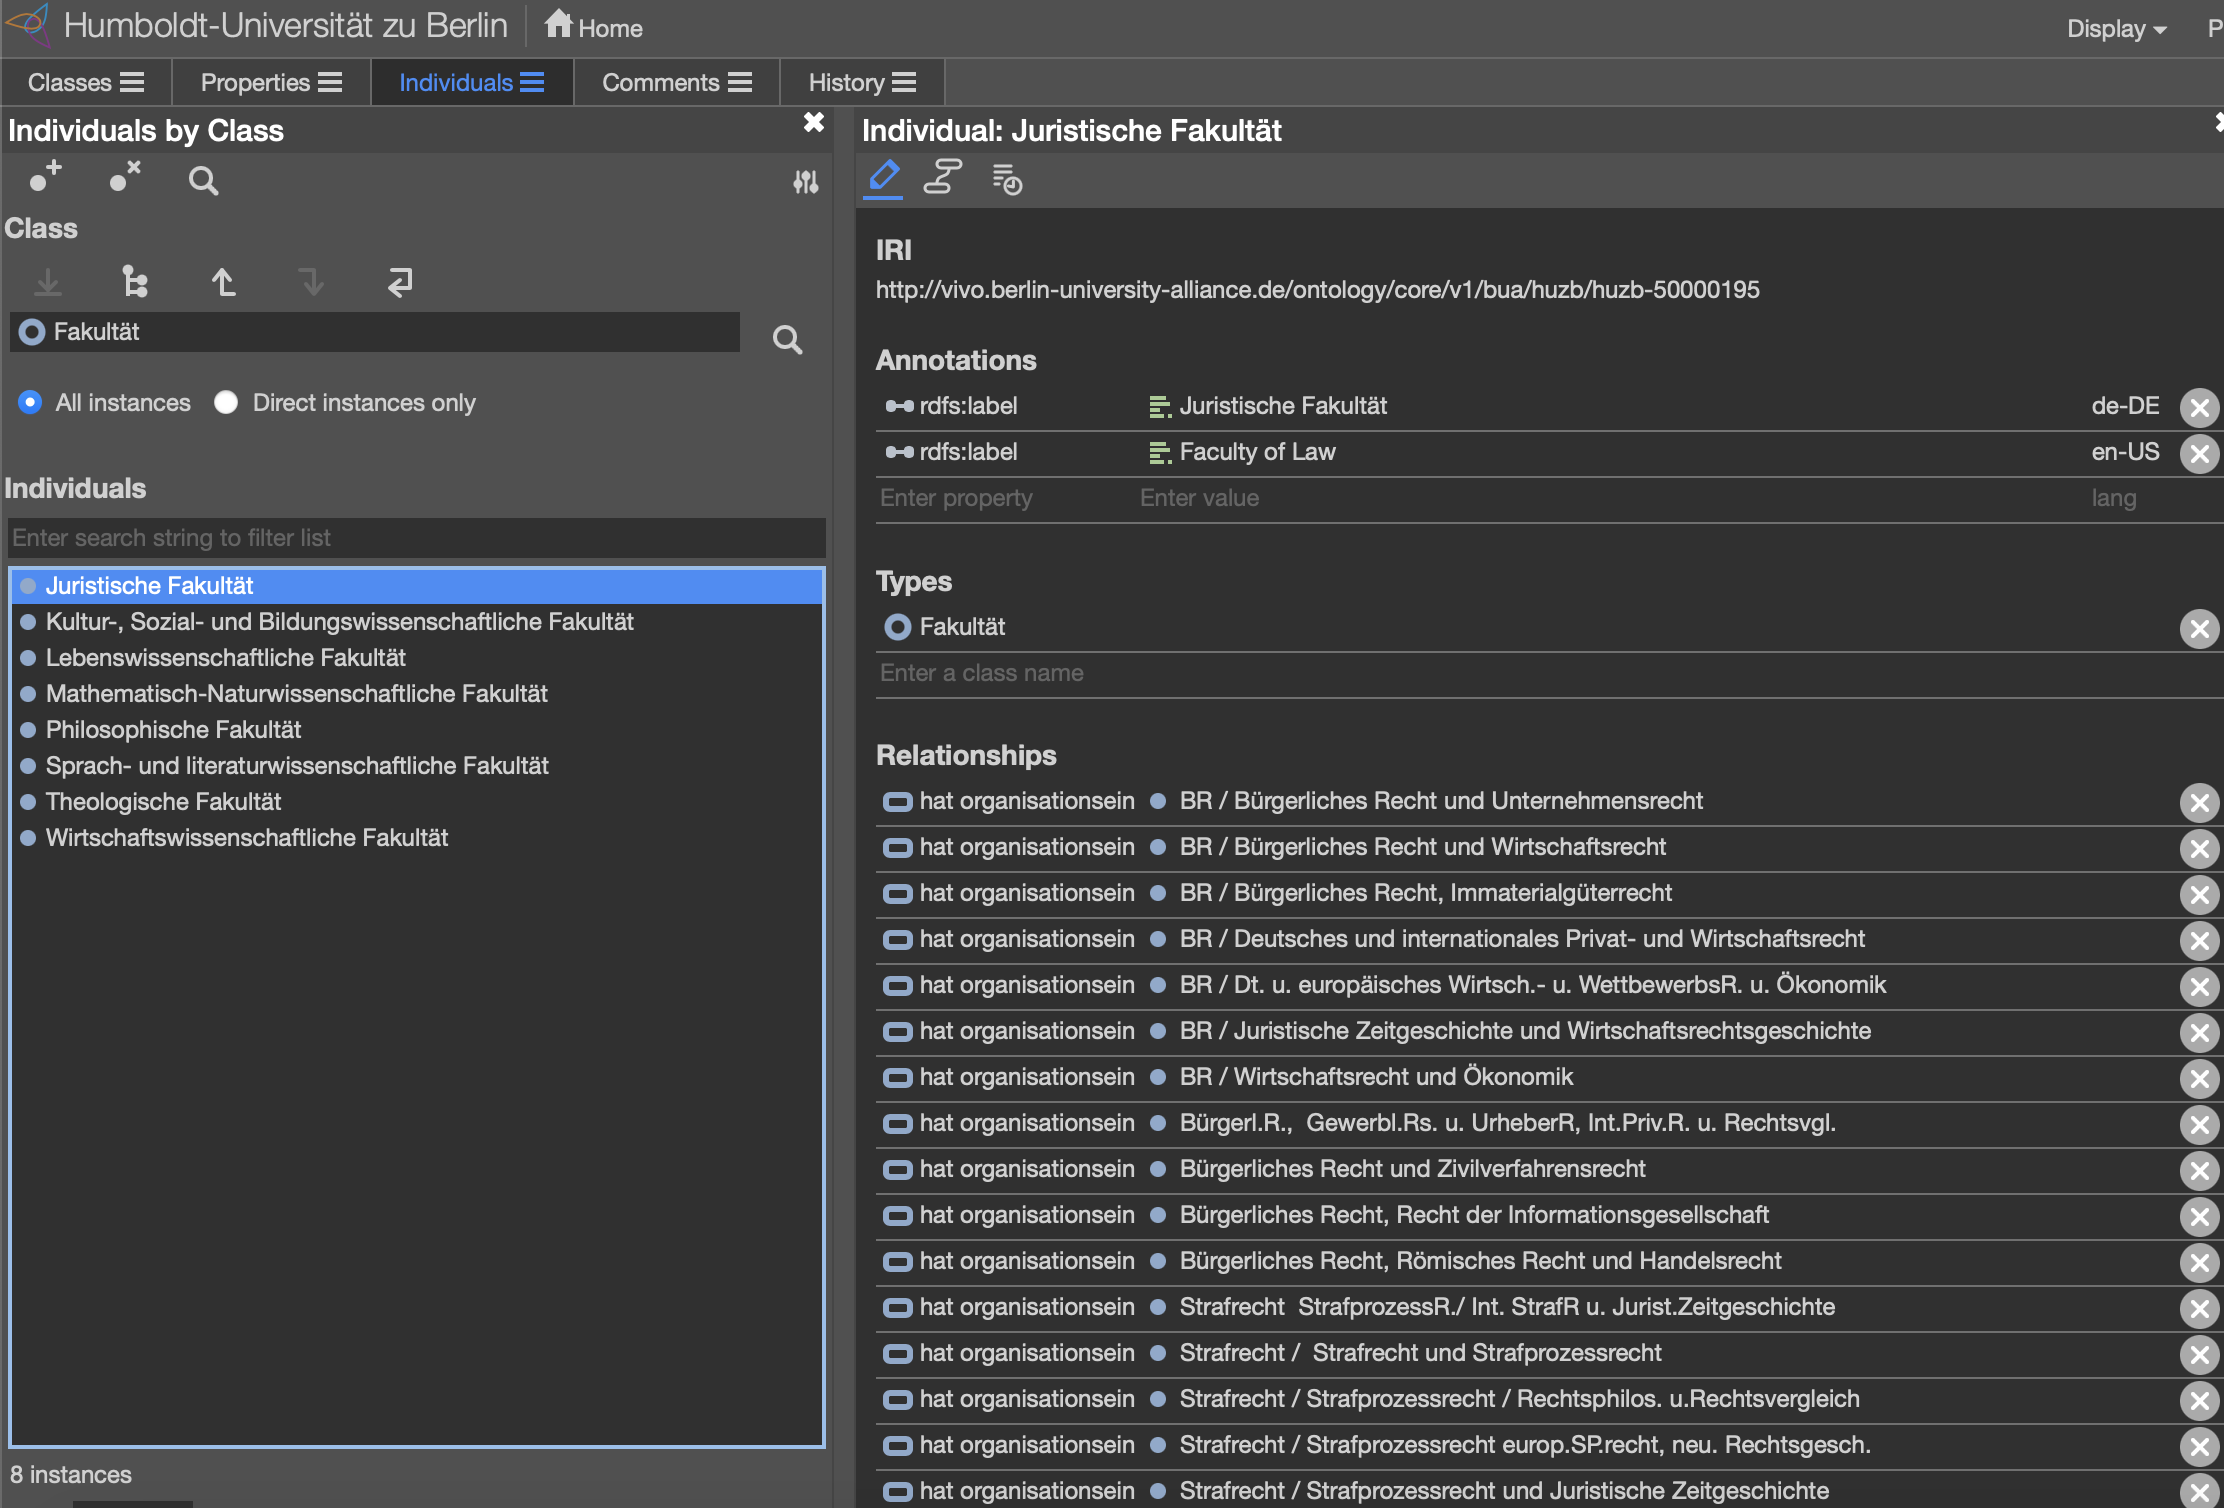 Humboldt-Universität zu Berlin
Home
Display
P
Classes
Properties
Individuals
Comments
History
Individuals by Class
Class
Fakultät
All instances
Direct instances only
Individuals
Enter search string to filter list
Juristische Fakultät
Kultur-, Sozial- und Bildungswissenschaftliche Fakultät
Lebenswissenschaftliche Fakultät
Mathematisch-Naturwissenschaftliche Fakultät
Philosophische Fakultät
Sprach- und literaturwissenschaftliche Fakultät
Theologische Fakultät
Wirtschaftswissenschaftliche Fakultät
8 instances
Individual: Juristische Fakultät
IRI
http://vivo.berlin-university-alliance.de/ontology/core/v1/bua/huzb/huzb-50000195
Annotations
rdfs:label Juristische Fakultät de-DE
rdfs:label Faculty of Law en-US
Enter property Enter value lang
Types
Fakultät
Enter a class name
Relationships
hat organisationsein BR / Bürgerliches Recht und Unternehmensrecht
hat organisationsein BR / Bürgerliches Recht und Wirtschaftsrecht
hat organisationsein BR / Bürgerliches Recht, Immaterialgüterrecht
hat organisationsein BR / Deutsches und internationales Privat- und Wirtschaftsrecht
hat organisationsein BR / Dt. u. europäisches Wirtsch.- u. WettbewerbsR. u. Ökonomik
hat organisationsein BR / Juristische Zeitgeschichte und Wirtschaftsrechtsgeschichte
hat organisationsein BR / Wirtschaftsrecht und Ökonomik
hat organisationsein Bürgerl.R.,  Gewerbl.Rs. u. UrheberR, Int.Priv.R. u. Rechtsvgl.
hat organisationsein Bürgerliches Recht und Zivilverfahrensrecht
hat organisationsein Bürgerliches Recht, Recht der Informationsgesellschaft
hat organisationsein Bürgerliches Recht, Römisches Recht und Handelsrecht
hat organisationsein Strafrecht  StrafprozessR./ Int. StrafR u. Jurist.Zeitgeschichte
hat organisationsein Strafrecht /  Strafrecht und Strafprozessrecht
hat organisationsein Strafrecht / Strafprozessrecht / Rechtsphilos. u.Rechtsvergleich
hat organisationsein Strafrecht / Strafprozessrecht europ.SP.recht, neu. Rechtsgesch.
hat organisationsein Strafrecht / Strafprozessrecht und Juristische Zeitgeschichte